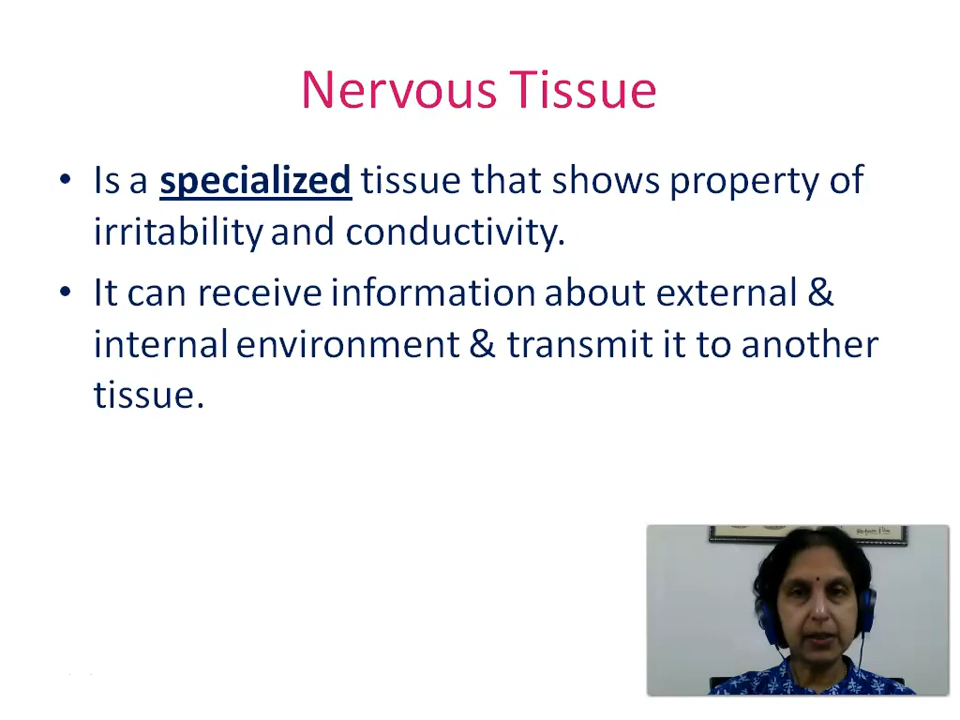 Nervous Tissue
• Is a specialized tissue that shows property of
irritability and conductivity.
• It can receive information about external &
internal environment & transmit it to another
tissue.